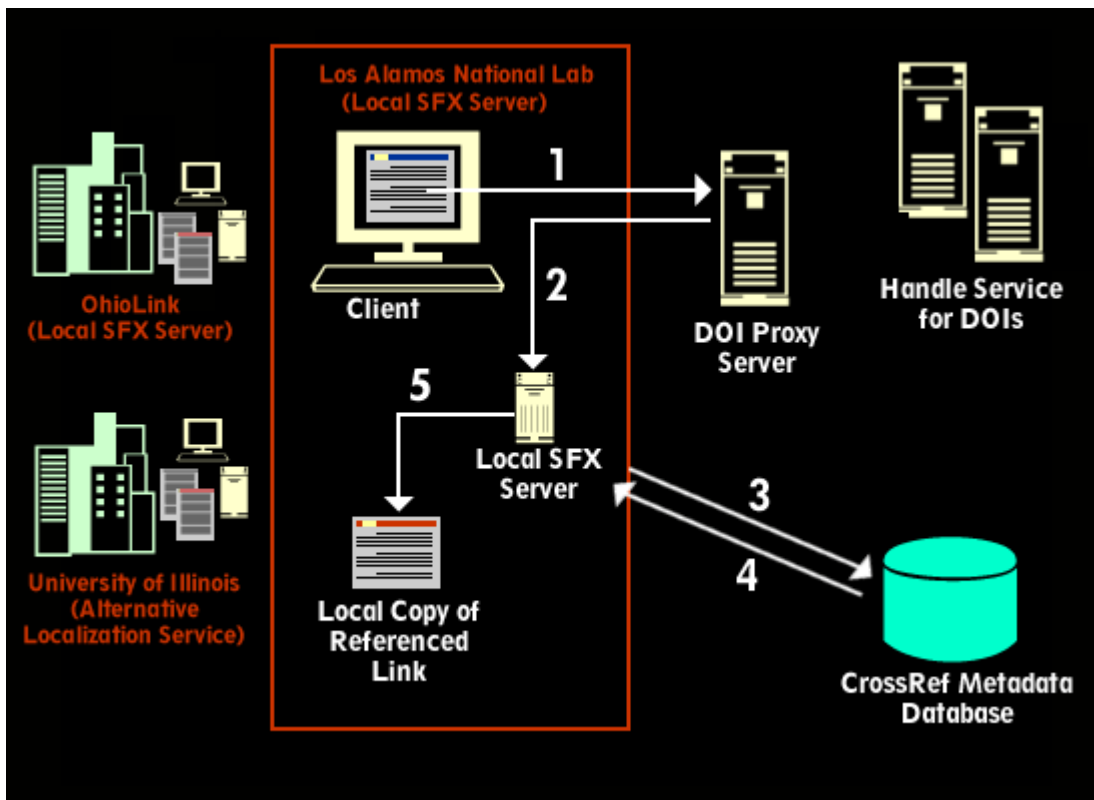 Los Alamos National Lab
(Local SFX Server)
1
2
Client
DOI Proxy
Server
Handle Service
for DOIs
OhioLink
(Local SFX Server)
5
Local SFX
Server
3
4
University of Illinois
(Alternative
Localization Service)
Local Copy of
Referenced
Link
CrossRef Metadata
Database